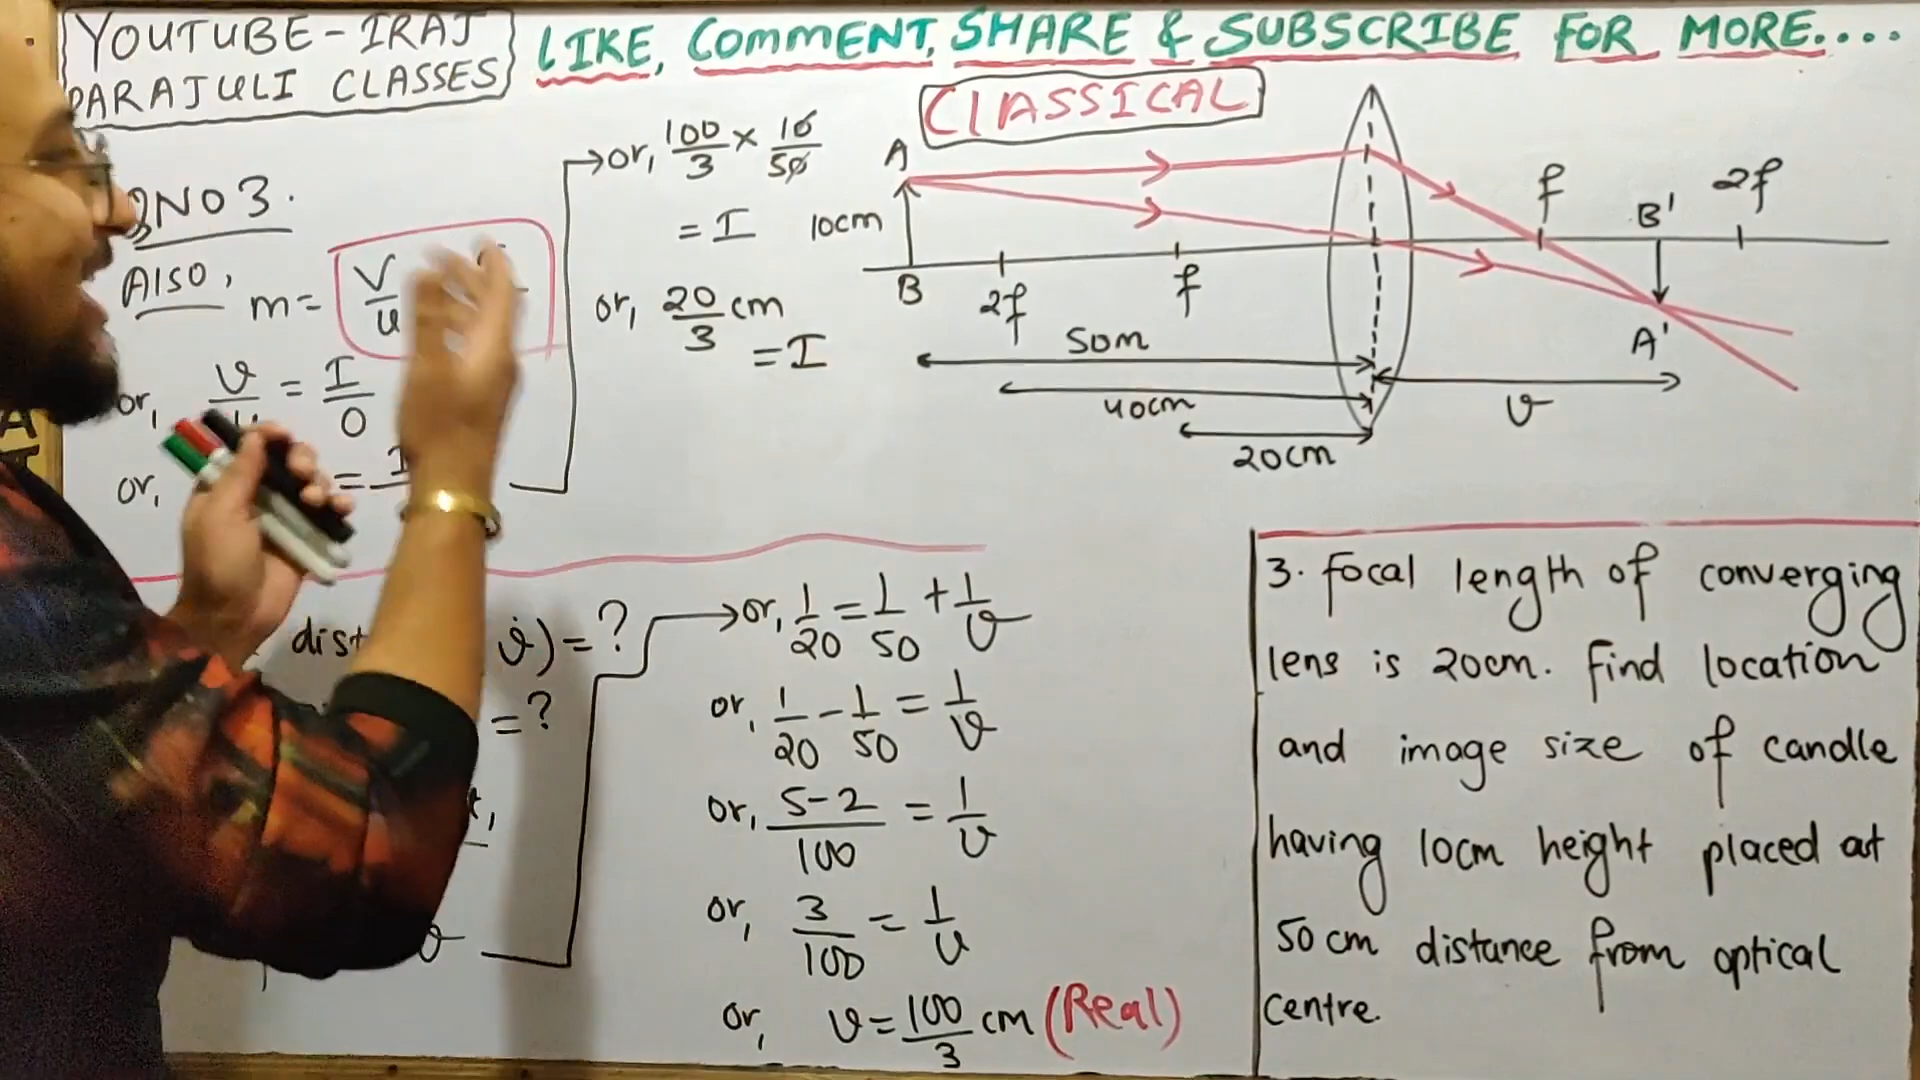 YOUTUBE-IRAJ
PARAJULI CLASSES
LIKE, COMMENT, SHARE & SUBSCRIBE FOR MORE....
QNO3.
Also,
m = v/u
or, v/u = I/O
or, = I
→or, 100/3 × 10/50
= I
or, 20/3 cm
= I
CLASSICAL
A
10cm
B
2f
f
f
B'
2f
A'
50m
40cm
20cm
v
dist v) = ?
= ?
→or, 1/20 = 1/50 + 1/v
or, 1/20 - 1/50 = 1/v
or, 5-2/100 = 1/v
or, 3/100 = 1/v
or, v = 100/3 cm (Real)
3. focal length of converging
lens is 20cm. find location
and image size of candle
having 10cm height placed at
50 cm distance from optical
centre.